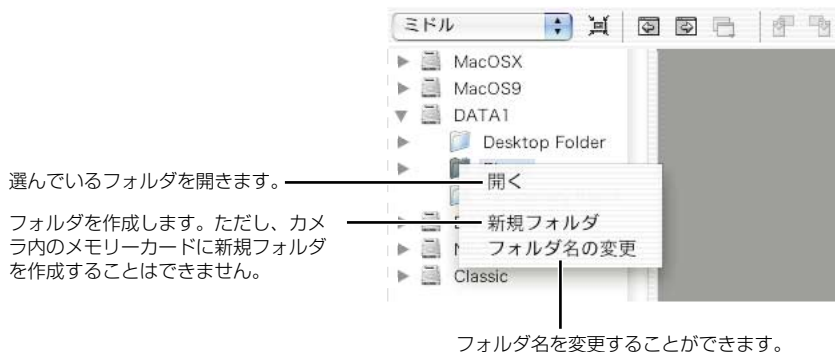 ミドル
MacOSX
MacOS9
DATA1
Desktop Folder
開く
新規フォルダ
フォルダ名の変更
Classic
選んでいるフォルダを開きます。
フォルダを作成します。ただし、カメ
ラ内のメモリーカードに新規フォルダ
を作成することはできません。
フォルダ名を変更することができます。